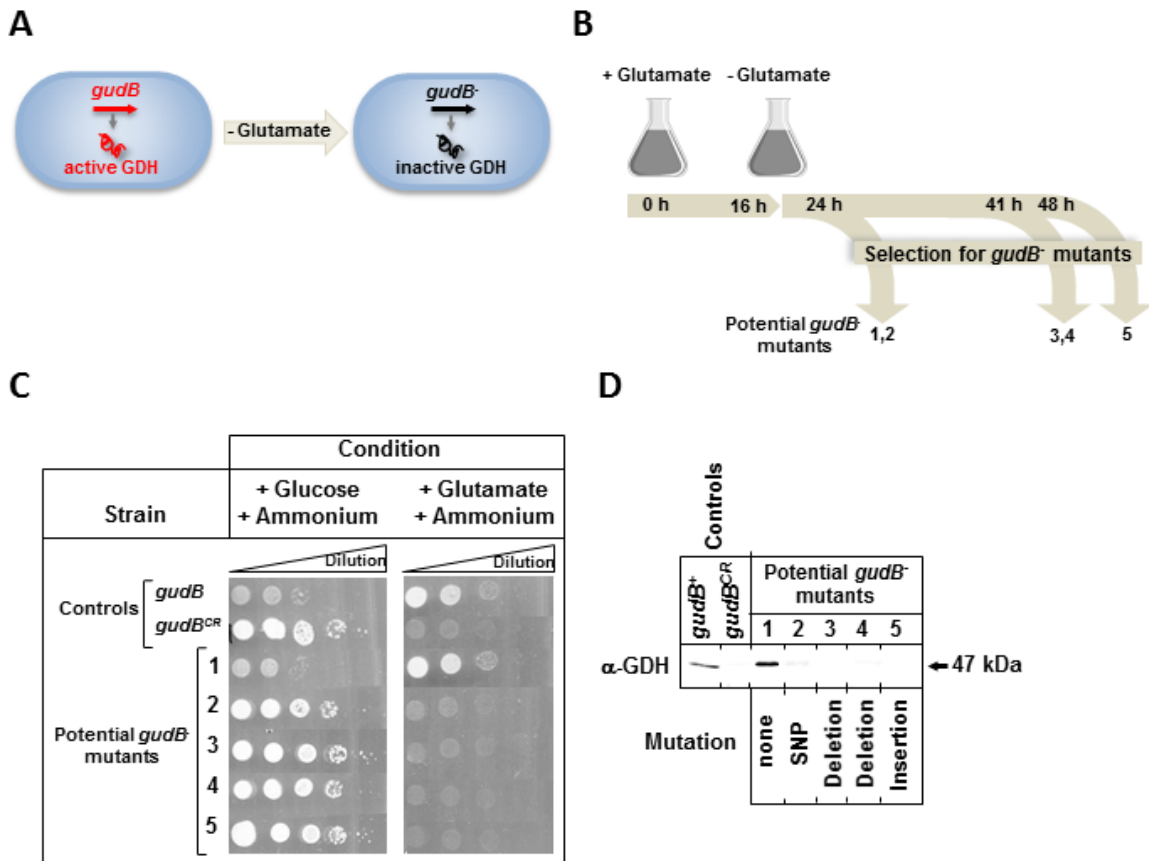 A
gudB
active GDH
- Glutamate
gudB-
inactive GDH
B
+ Glutamate
- Glutamate
0 h
16 h
24 h
41 h
48 h
Selection for gudB- mutants
Potential gudB-
mutants
1,2
3,4
5
C
Condition
Strain
+ Glucose
+ Ammonium
+ Glutamate
+ Ammonium
Dilution
Dilution
Controls
gudB
gudBCR
Potential gudB-
mutants
1
2
3
4
5
D
Controls
gudB+
gudBCR
Potential gudB-
mutants
1 2 3 4 5
α-GDH
47 kDa
Mutation
none
SNP
Deletion
Deletion
Insertion